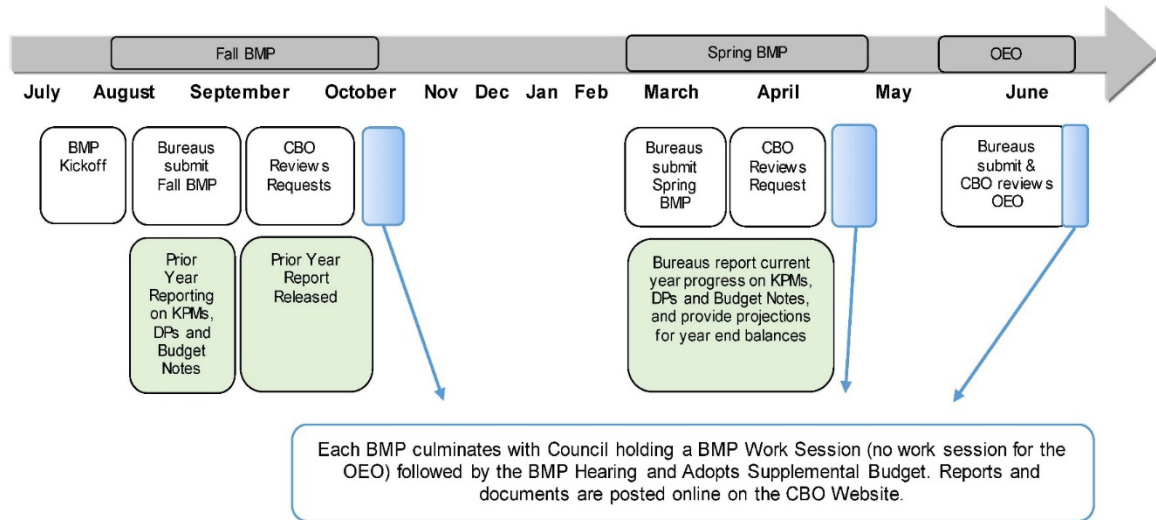 Fall BMP
Spring BMP
OEO
July August September October Nov Dec Jan Feb March April May June
BMP
Kickoff
Bureaus
submit
Fall BMP
CBO
Reviews
Requests
Bureaus
submit
Spring
BMP
CBO
Reviews
Request
Bureaus
submit &
CBO reviews
OEO
Prior
Year
Reporting
on KPMs,
DPs and
Budget
Notes
Prior Year
Report
Released
Bureaus report current
year progress on KPMs,
DPs and Budget Notes,
and provide projections
for year end balances
Each BMP culminates with Council holding a BMP Work Session (no work session for the
OEO) followed by the BMP Hearing and Adopts Supplemental Budget. Reports and
documents are posted online on the CBO Website.